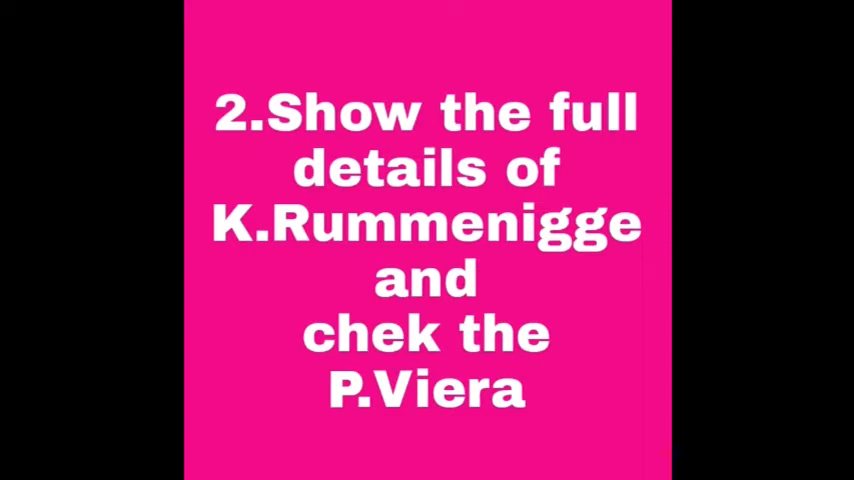 2.Show the full
details of
K.Rummenigge
and
chek the
P.Viera